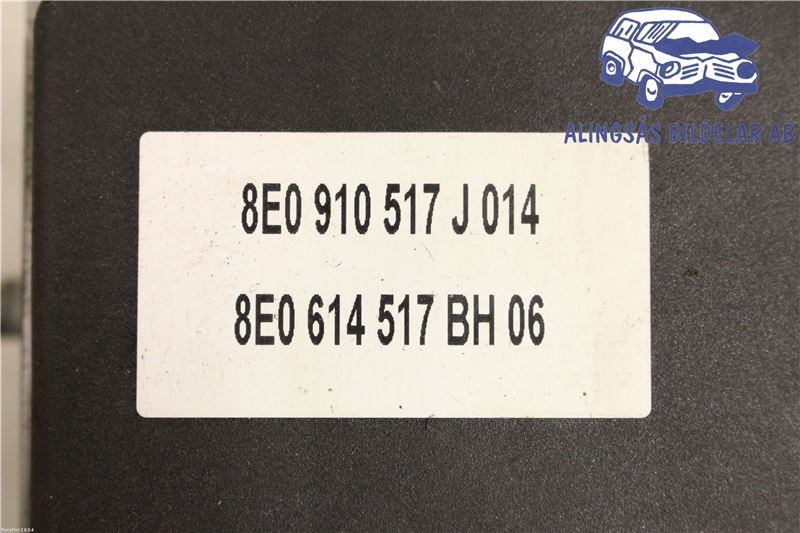 ALINGSÅS BILDELAR AB
8E0 910 517 J 014
8E0 614 517 BH 06